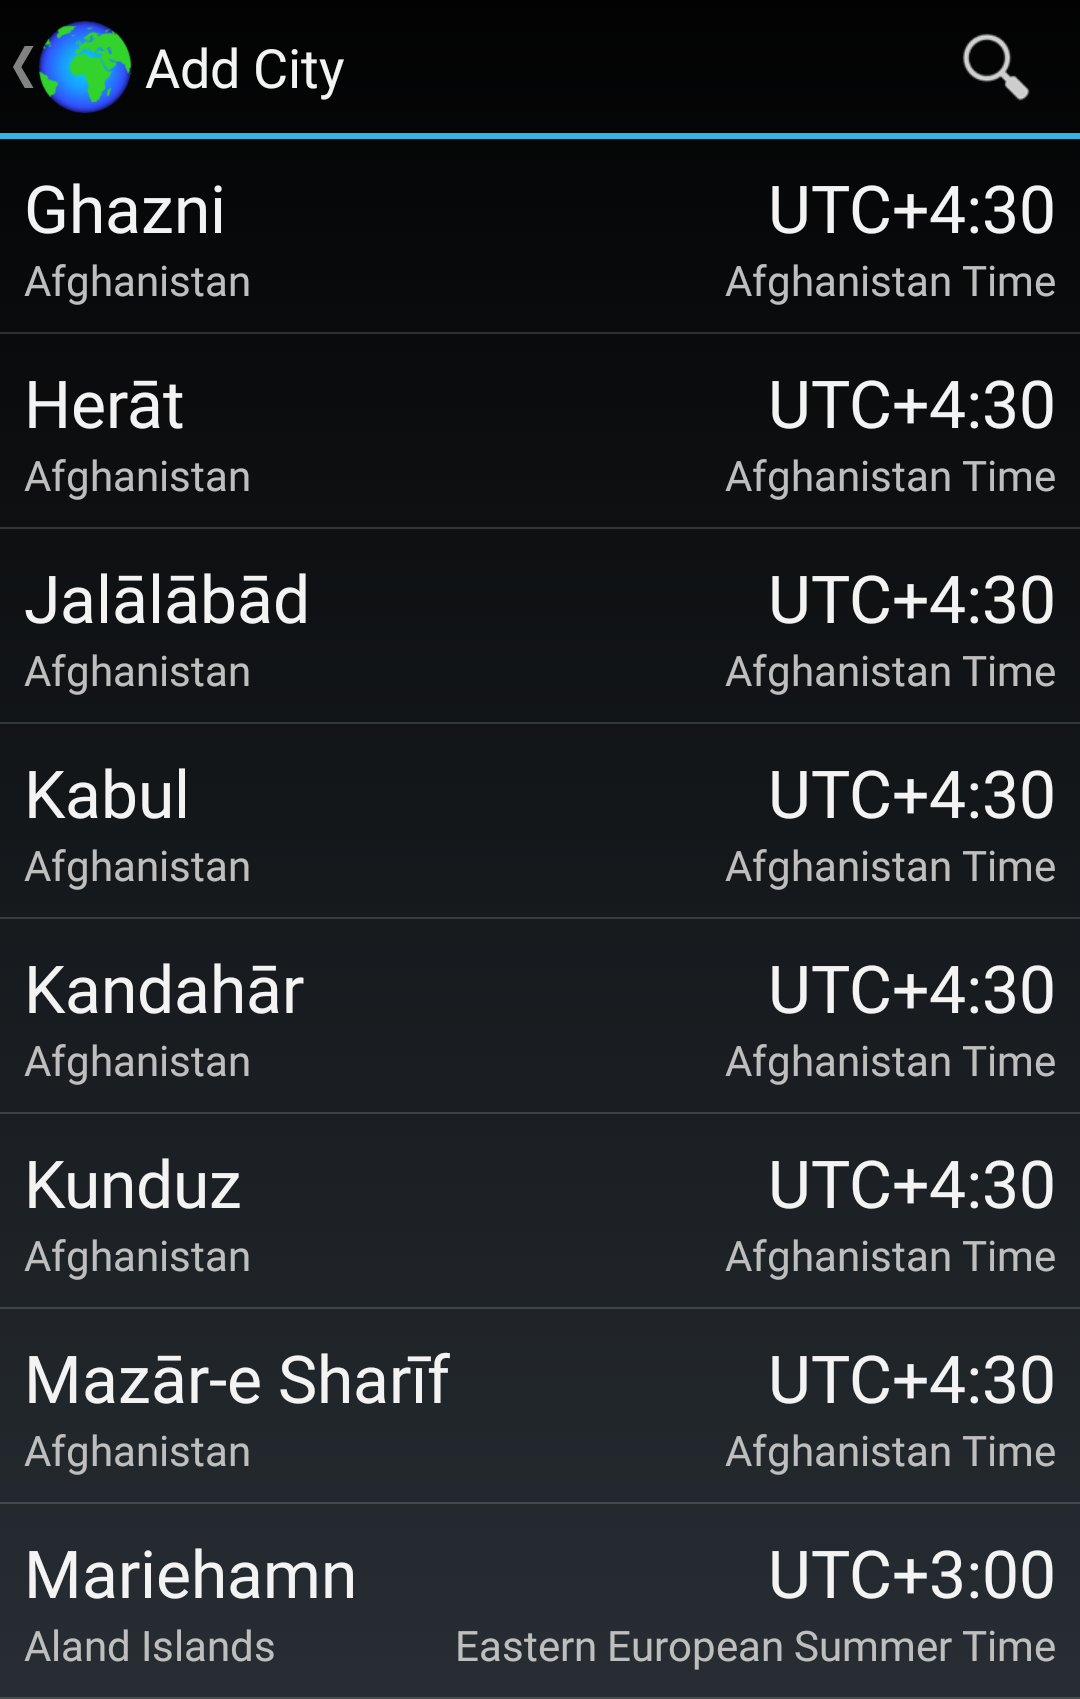 Add City
Ghazni UTC+4:30
Afghanistan Afghanistan Time
Herāt UTC+4:30
Afghanistan Afghanistan Time
Jalālābād UTC+4:30
Afghanistan Afghanistan Time
Kabul UTC+4:30
Afghanistan Afghanistan Time
Kandahār UTC+4:30
Afghanistan Afghanistan Time
Kunduz UTC+4:30
Afghanistan Afghanistan Time
Mazār-e Sharīf UTC+4:30
Afghanistan Afghanistan Time
Mariehamn UTC+3:00
Aland Islands Eastern European Summer Time